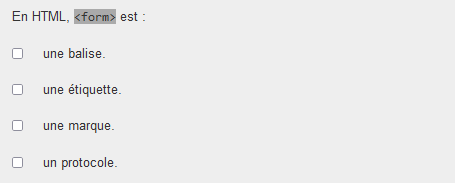 En HTML, <form> est :
une balise.
une étiquette.
une marque.
un protocole.